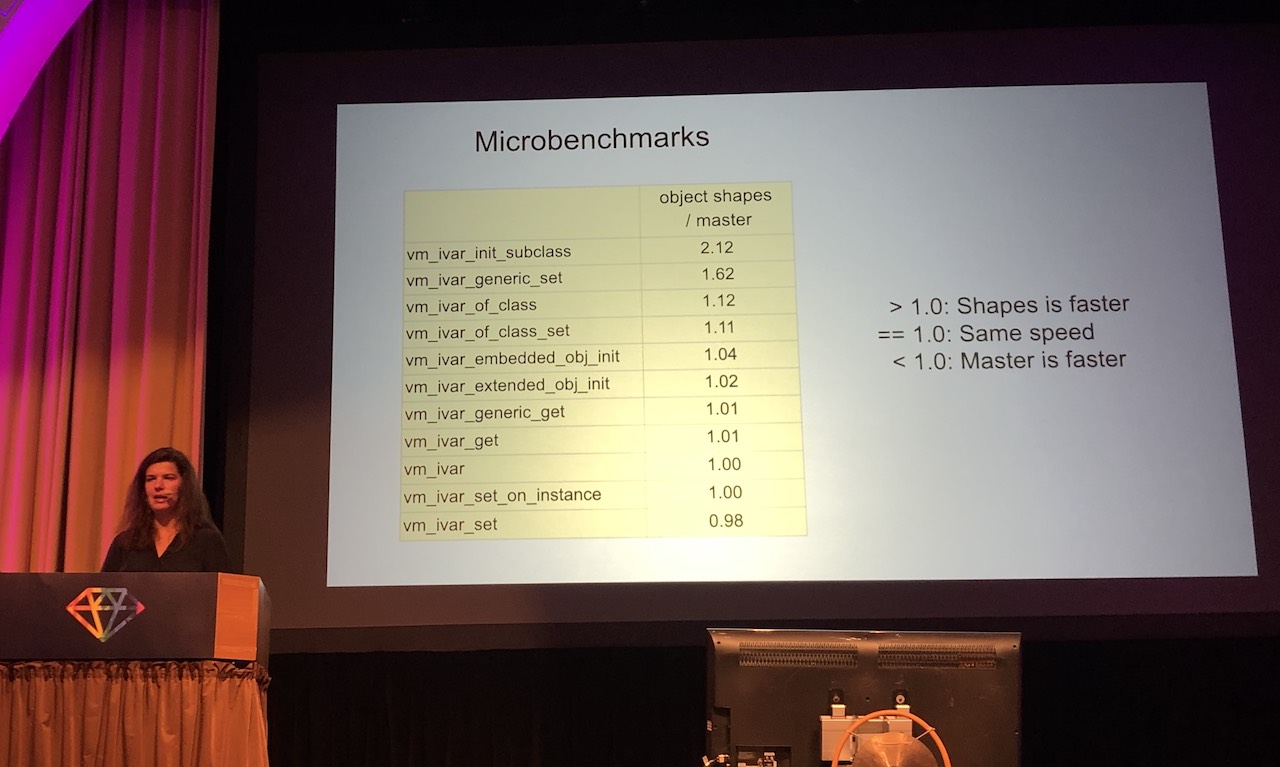 Microbenchmarks
object shapes
/ master
vm_ivar_init_subclass 2.12
vm_ivar_generic_set 1.62
vm_ivar_of_class 1.12
vm_ivar_of_class_set 1.11
vm_ivar_embedded_obj_init 1.04
vm_ivar_extended_obj_init 1.02
vm_ivar_generic_get 1.01
vm_ivar_get 1.01
vm_ivar 1.00
vm_ivar_set_on_instance 1.00
vm_ivar_set 0.98
> 1.0: Shapes is faster
== 1.0: Same speed
< 1.0: Master is faster